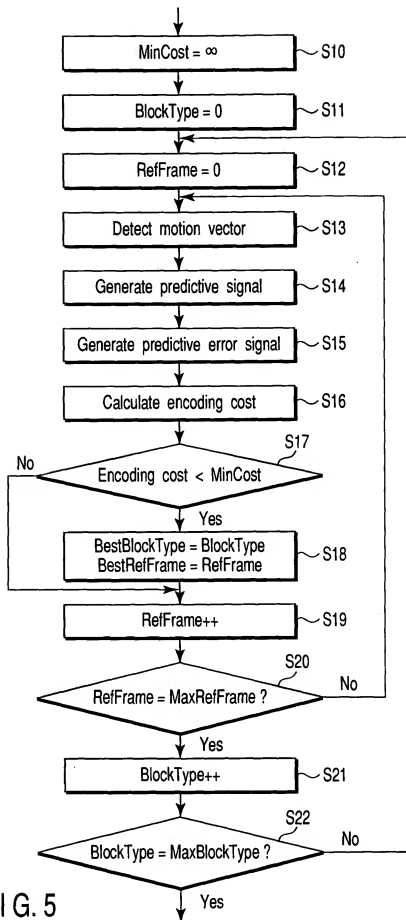 MinCost = ∞
S10
BlockType = 0
S11
RefFrame = 0
S12
Detect motion vector
S13
Generate predictive signal
S14
Generate predictive error signal
S15
Calculate encoding cost
S16
S17
No
Encoding cost < MinCost
Yes
BestBlockType = BlockType
BestRefFrame = RefFrame
S18
RefFrame++
S19
S20
RefFrame = MaxRefFrame ?
No
Yes
BlockType++
S21
S22
BlockType = MaxBlockType ?
No
Yes
IG. 5